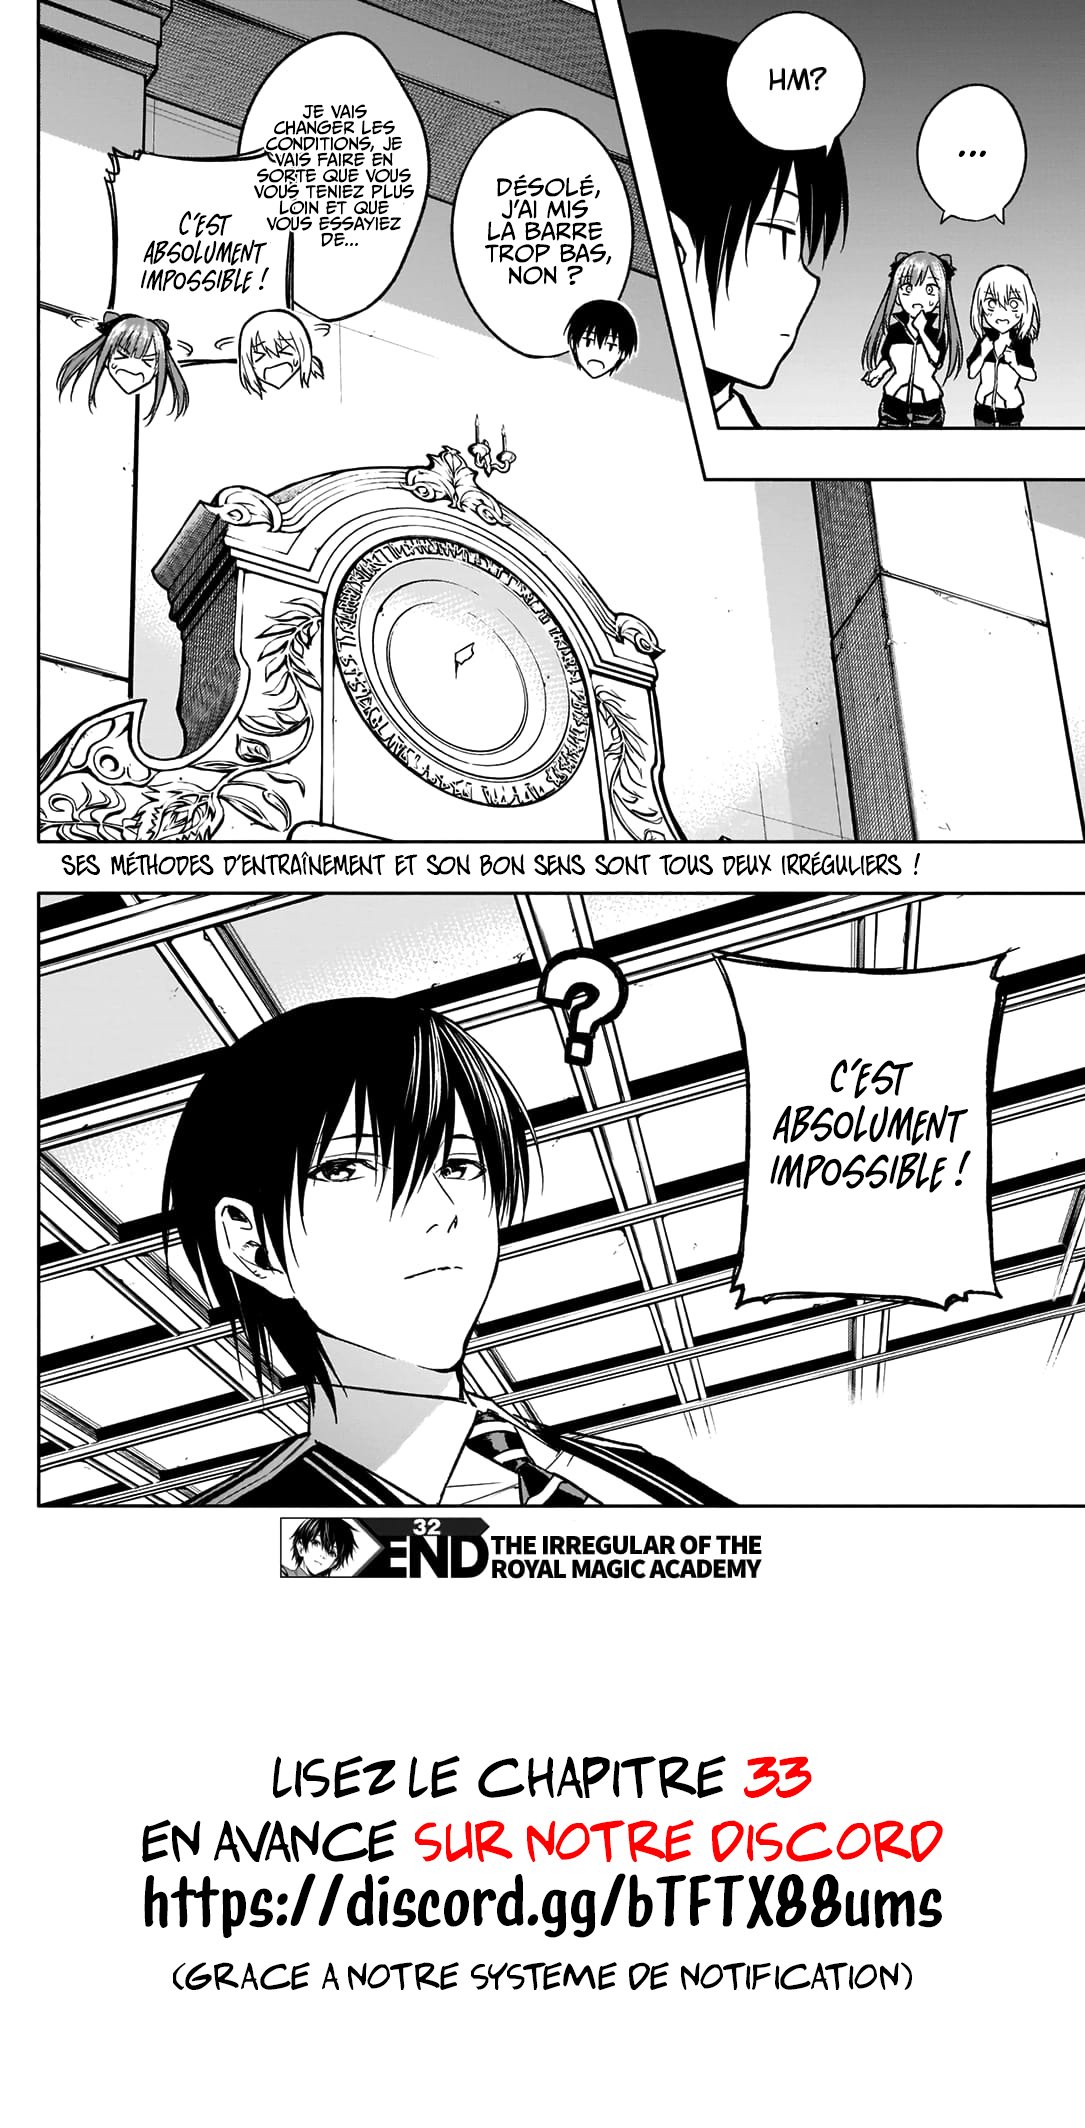 HM?
...
DÉSOLÉ,
J'AI MIS
LA BARRE
TROP BAS,
NON ?
JE VAIS
CHANGER LES
CONDITIONS, JE
VAIS FAIRE EN
SORTE QUE VOUS
VOUS TENIEZ PLUS
LOIN ET QUE
VOUS ESSAYIEZ
DE...
C'EST
ABSOLUMENT
IMPOSSIBLE !
SES MÉTHODES D'ENTRAÎNEMENT ET SON BON SENS SONT TOUS DEUX IRRÉGULIERS !
?
C'EST
ABSOLUMENT
IMPOSSIBLE !
32
END
THE IRREGULAR OF THE
ROYAL MAGIC ACADEMY
LISEZ LE CHAPITRE 33
EN AVANCE SUR NOTRE DISCORD
https://discord.gg/bTFTX88ums
(GRACE A NOTRE SYSTEME DE NOTIFICATION)